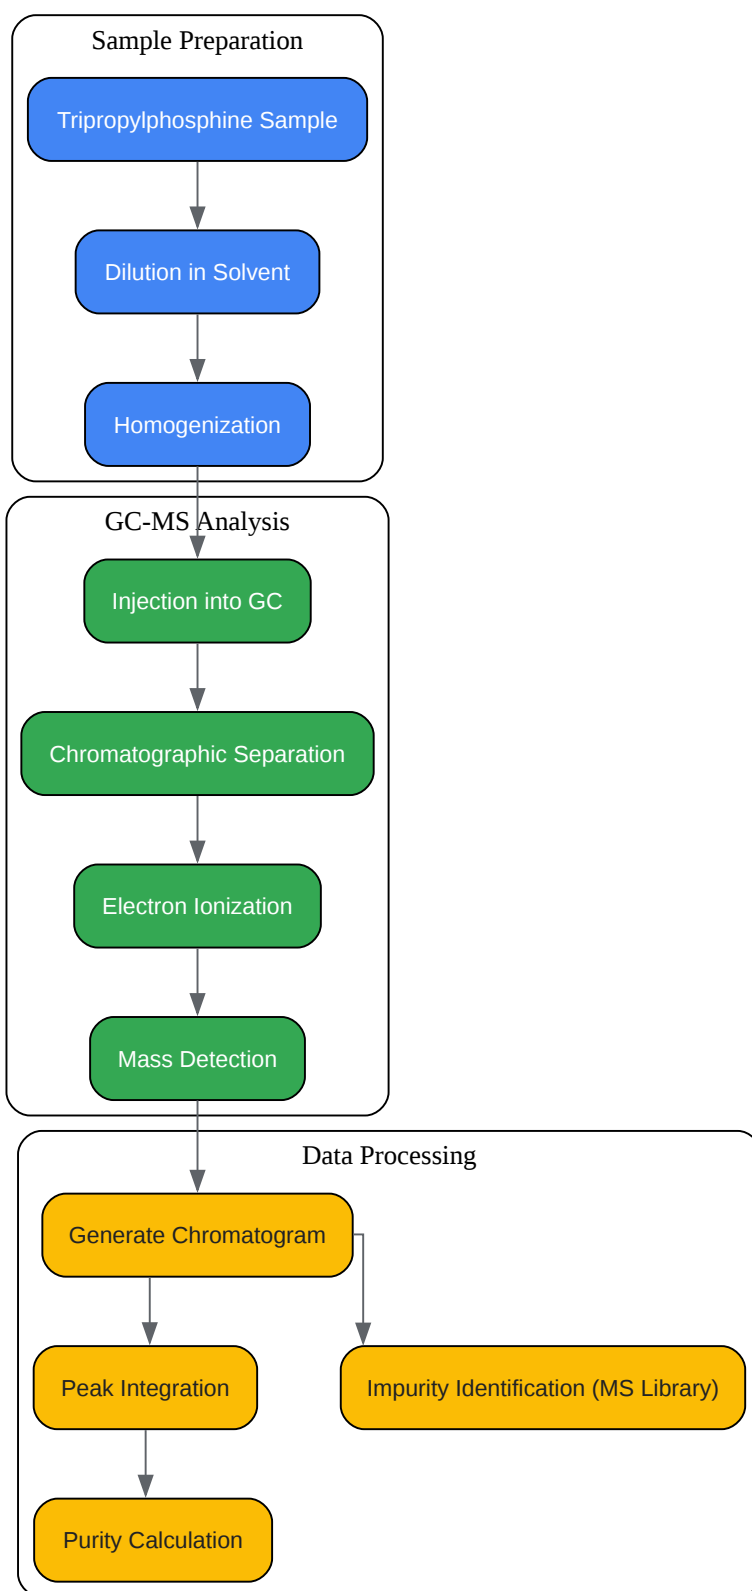 Sample Preparation
Tripropylphosphine Sample
Dilution in Solvent
Homogenization
GC-MS Analysis
Injection into GC
Chromatographic Separation
Electron Ionization
Mass Detection
Data Processing
Generate Chromatogram
Peak Integration
Impurity Identification (MS Library)
Purity Calculation